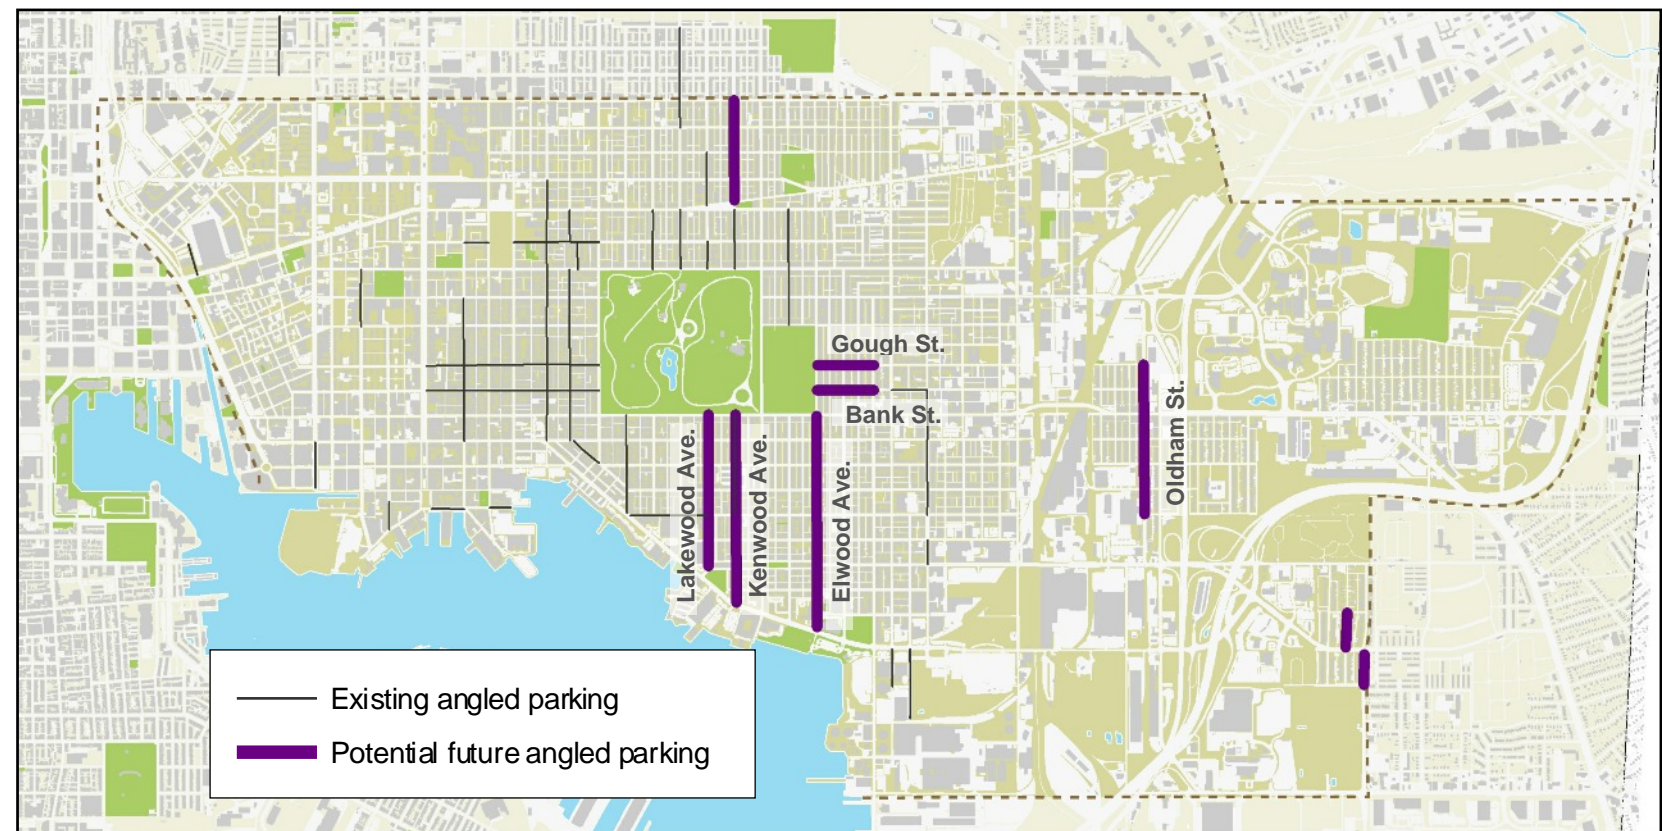 Gough St.
Bank St.
Lakewood Ave.
Kenwood Ave.
Elwood Ave.
Oldham St.
Existing angled parking
Potential future angled parking